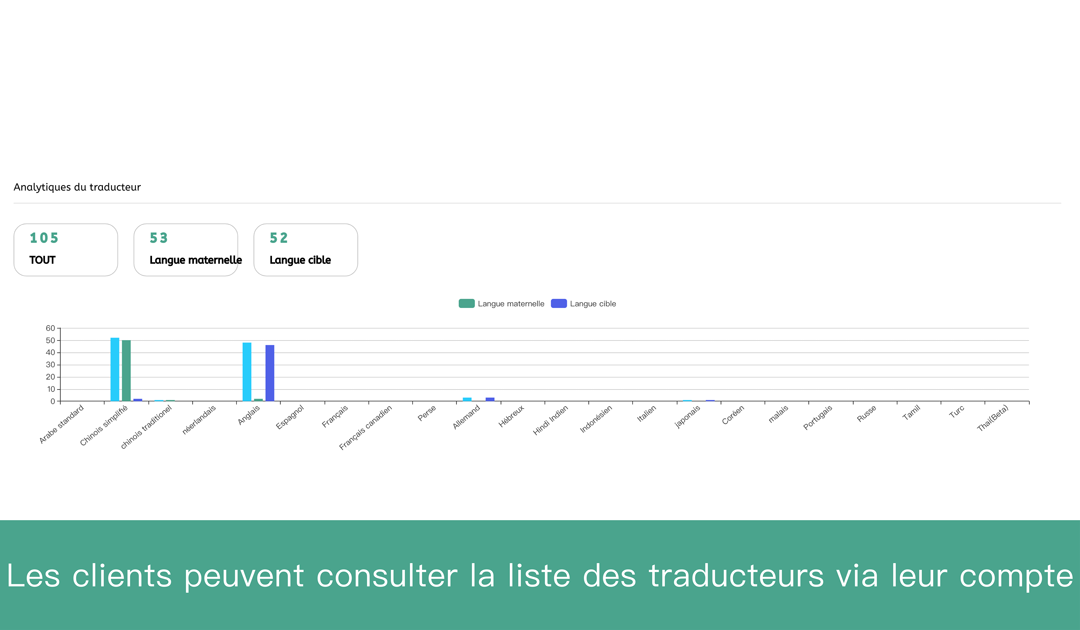 Analytiques du traducteur
105
TOUT
53
Langue maternelle
52
Langue cible
Langue maternelle
Langue cible
60
50
40
30
20
10
0
Arabe standard
Chinois simplifié
chinois traditionel
néerlandais
Anglais
Espagnol
Français
Français canadien
Perse
Allemand
Hébreux
Hindi Indien
Indonésien
Italien
japonais
Coréen
malais
Portugais
Russe
Tamil
Turc
Thaï(Beta)
Les clients peuvent consulter la liste des traducteurs via leur compte